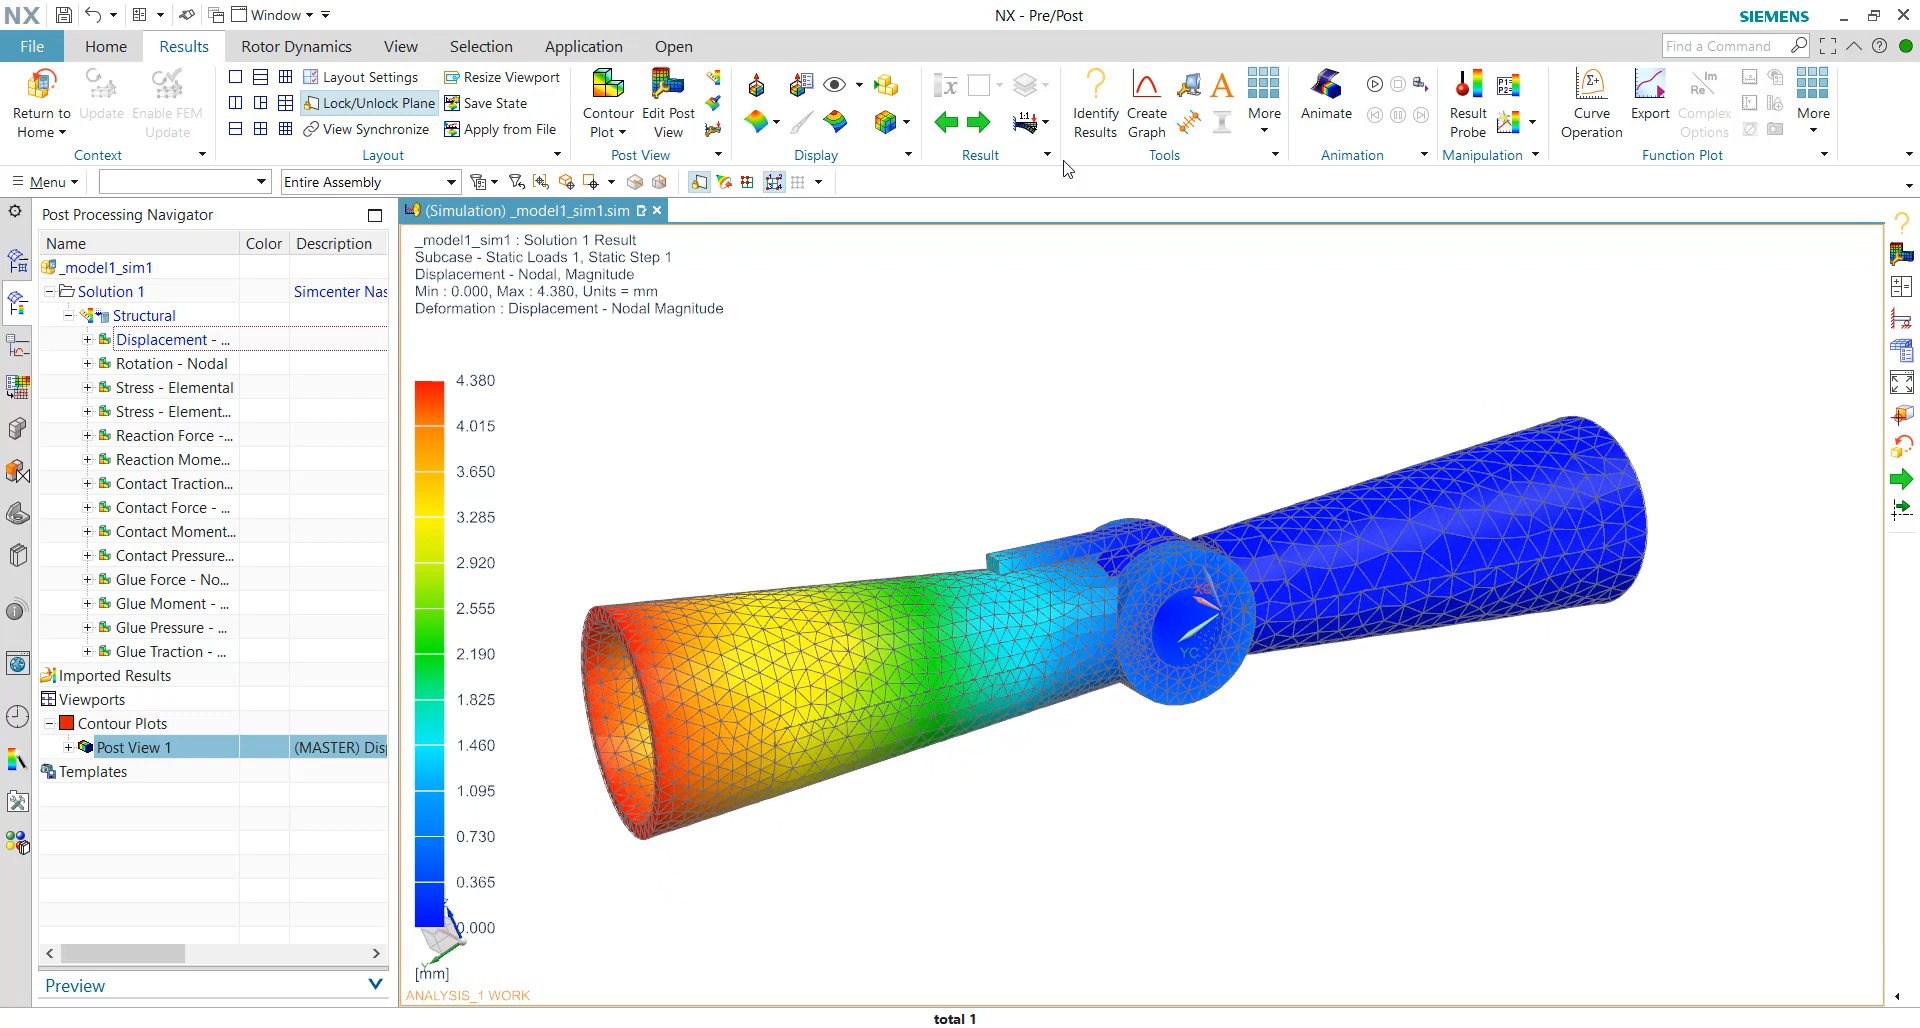 NX
Window
NX - Pre/Post
SIEMENS
File
Home
Results
Rotor Dynamics
View
Selection
Application
Open
Find a Command
Return to
Home
Update
Enable FEM
Update
Context
Layout Settings
Lock/Unlock Plane
View Synchronize
Resize Viewport
Save State
Apply from File
Layout
Contour
Plot
Edit Post
View
Post View
Display
Result
Identify
Results
Create
Graph
More
Tools
Animate
Animation
Result
Probe
Manipulation
Curve
Operation
Export
Complex
Options
More
Function Plot
Menu
Entire Assembly
Post Processing Navigator
(Simulation) _model1_sim1.sim
Name
Color
Description
_model1_sim1
Solution 1
Simcenter Nas
Structural
Displacement - ...
Rotation - Nodal
Stress - Elemental
Stress - Element...
Reaction Force -...
Reaction Mome...
Contact Traction...
Contact Force - ...
Contact Moment...
Contact Pressure...
Glue Force - No...
Glue Moment - ...
Glue Pressure - ...
Glue Traction - ...
Imported Results
Viewports
Contour Plots
Post View 1
(MASTER) Dis
Templates
Preview
_model1_sim1 : Solution 1 Result
Subcase - Static Loads 1, Static Step 1
Displacement - Nodal, Magnitude
Min : 0.000, Max : 4.380, Units = mm
Deformation : Displacement - Nodal Magnitude
4.380
4.015
3.650
3.285
2.920
2.555
2.190
1.825
1.460
1.095
0.730
0.365
0.000
[mm]
XC
YC
Y
ANALYSIS_1 WORK
total 1